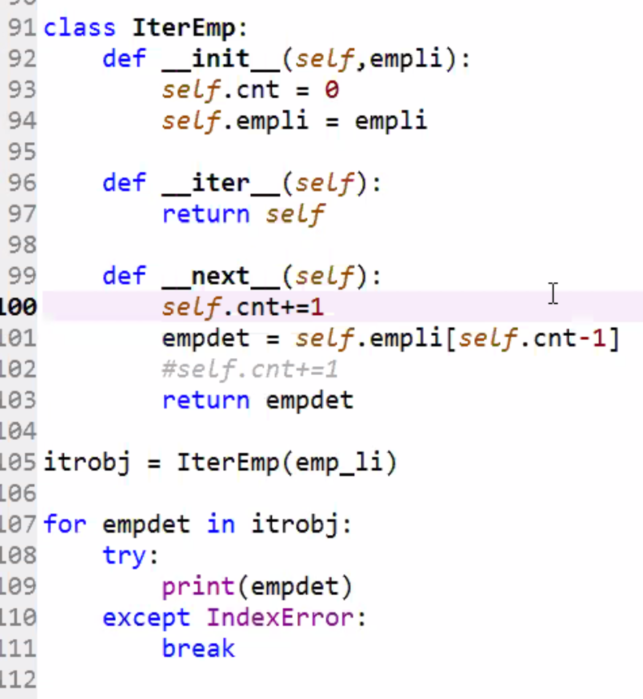 91 class IterEmp:
92     def __init__(self,empli):
93         self.cnt = 0
94         self.empli = empli
95
96     def __iter__(self):
97         return self
98
99     def __next__(self):
100         self.cnt+=1
101         empdet = self.empli[self.cnt-1]
102         #self.cnt+=1
103         return empdet
104
105 itrobj = IterEmp(emp_li)
106
107 for empdet in itrobj:
108     try:
109         print(empdet)
110     except IndexError:
111         break
112